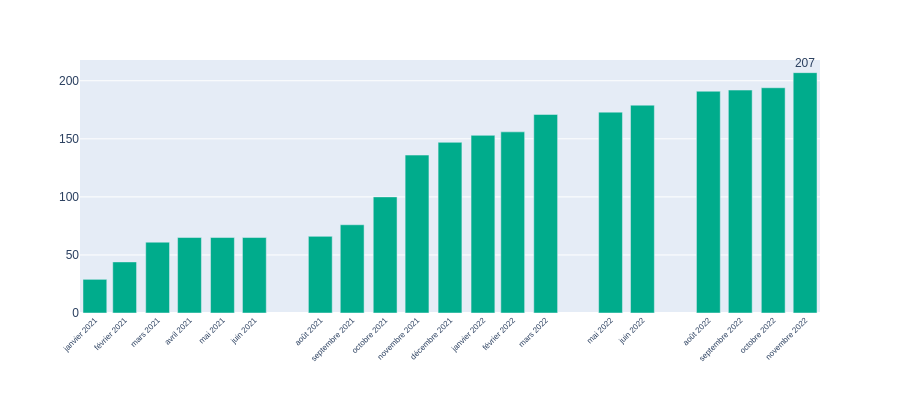 207
200
150
100
50
0
janvier 2021
février 2021
mars 2021
avril 2021
mai 2021
juin 2021
août 2021
septembre 2021
octobre 2021
novembre 2021
décembre 2021
janvier 2022
février 2022
mars 2022
mai 2022
juin 2022
août 2022
septembre 2022
octobre 2022
novembre 2022